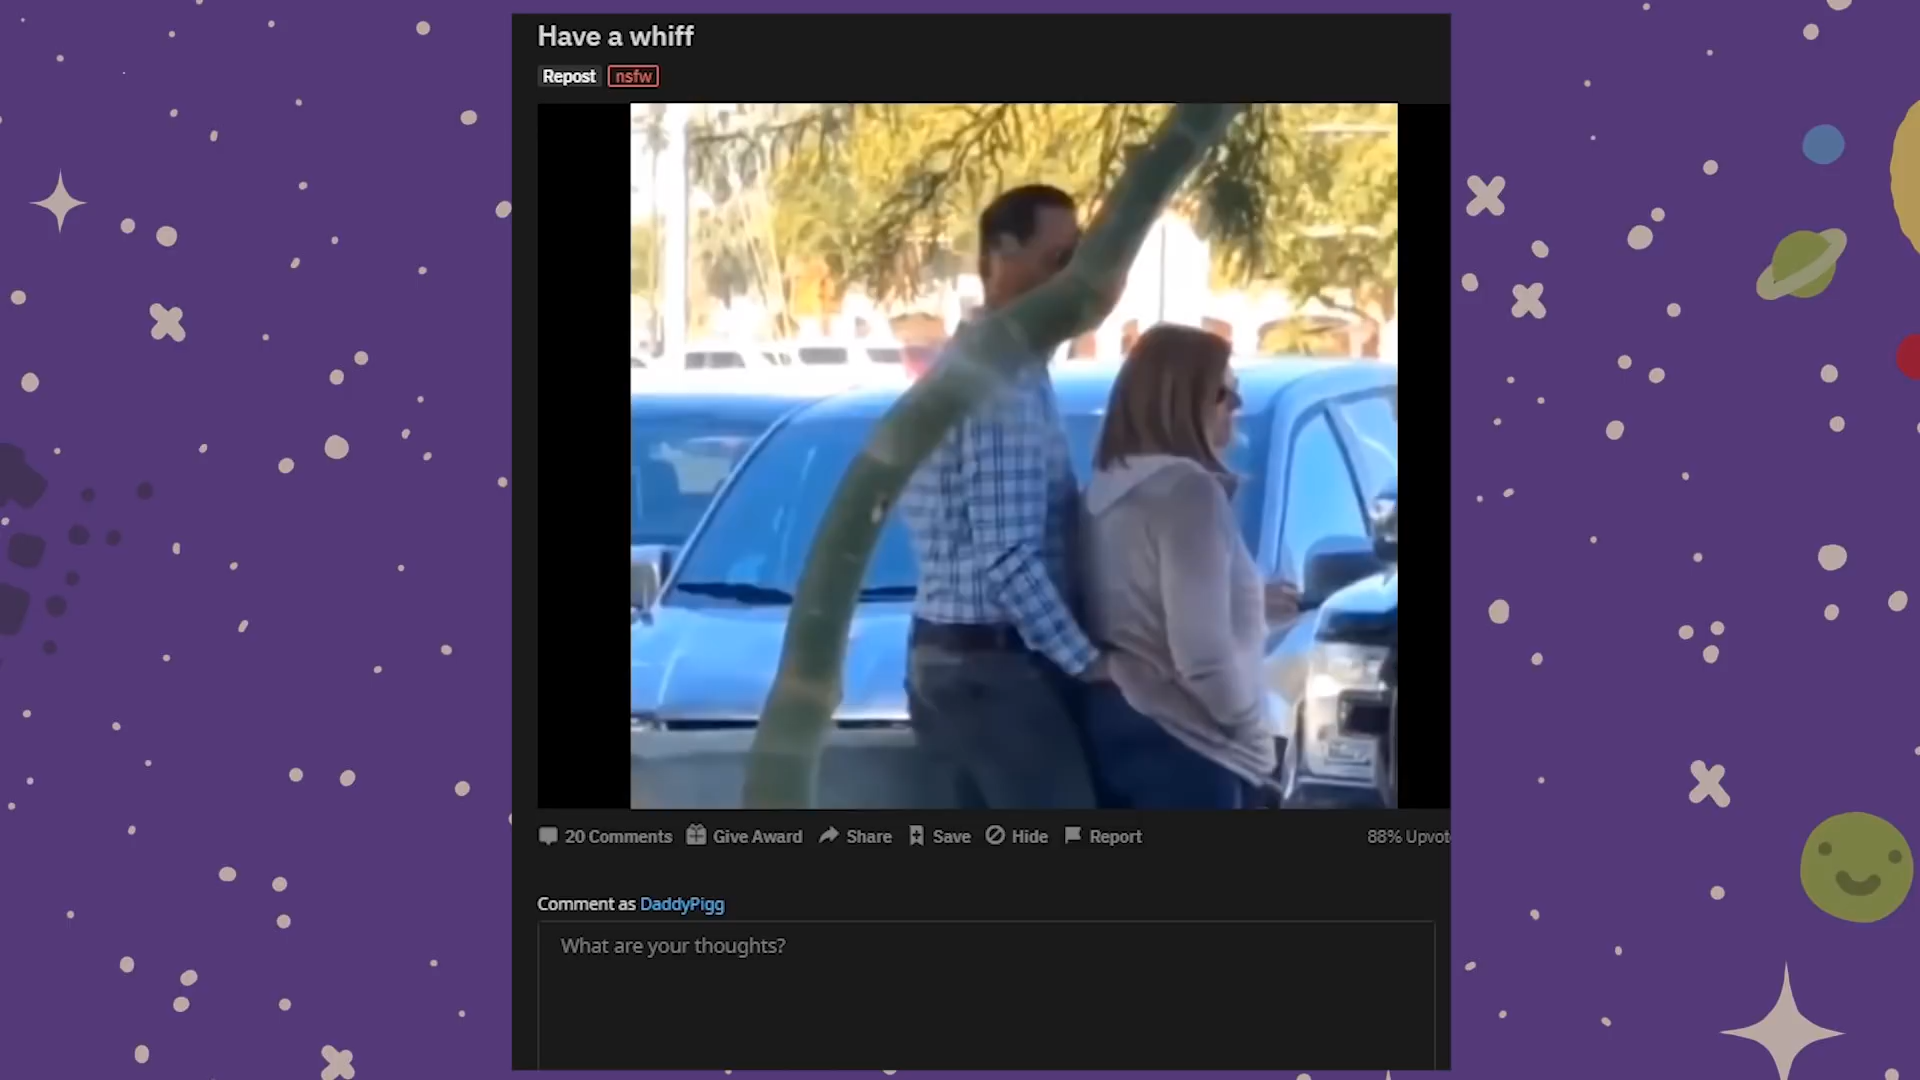 Have a whiff
Repost nsfw
20 Comments Give Award Share Save Hide Report 88% Upvot
Comment as DaddyPigg
What are your thoughts?